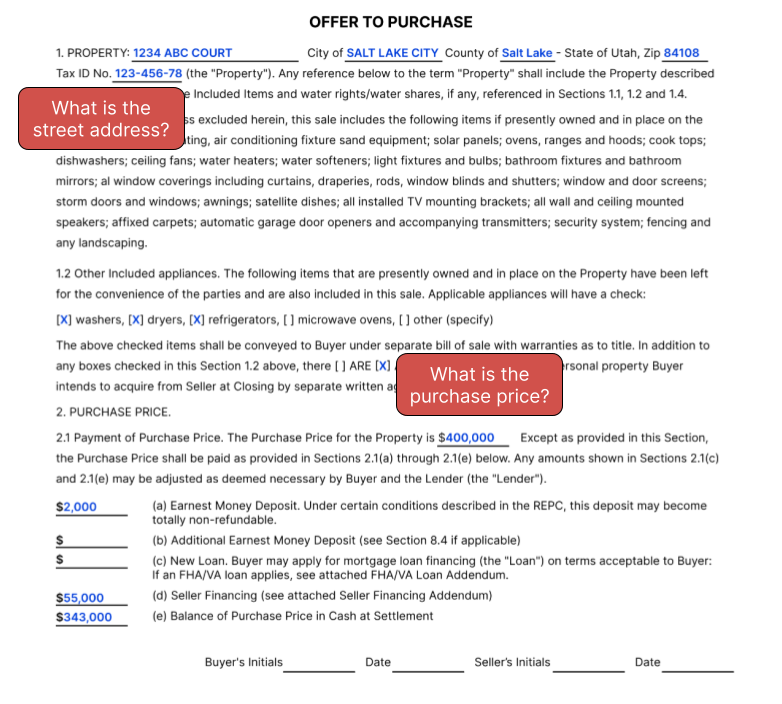 OFFER TO PURCHASE
1. PROPERTY: 1234 ABC COURT City of SALT LAKE CITY County of Salt Lake - State of Utah, Zip 84108
Tax ID No. 123-456-78 (the "Property"). Any reference below to the term "Property" shall include the Property described
Included Items and water rights/water shares, if any, referenced in Sections 1.1, 1.2 and 1.4.
What is the
street address?
excluded herein, this sale includes the following items if presently owned and in place on the
air conditioning fixture sand equipment; solar panels; ovens, ranges and hoods; cook tops;
dishwashers; ceiling fans; water heaters; water softeners; light fixtures and bulbs; bathroom fixtures and bathroom
mirrors; al window coverings including curtains, draperies, rods, window blinds and shutters; window and door screens;
storm doors and windows; awnings; satellite dishes; all installed TV mounting brackets; all wall and ceiling mounted
speakers; affixed carpets; automatic garage door openers and accompanying transmitters; security system; fencing and
any landscaping.
1.2 Other Included appliances. The following items that are presently owned and in place on the Property have been left
for the convenience of the parties and are also included in this sale. Applicable appliances will have a check:
[X] washers, [X] dryers, [X] refrigerators, [ ] microwave ovens, [ ] other (specify)
The above checked items shall be conveyed to Buyer under separate bill of sale with warranties as to title. In addition to
any boxes checked in this Section 1.2 above, there [ ] ARE [X] property Buyer
intends to acquire from Seller at Closing by separate written
What is the
purchase price?
2. PURCHASE PRICE.
2.1 Payment of Purchase Price. The Purchase Price for the Property is $400,000 Except as provided in this Section,
the Purchase Price shall be paid as provided in Sections 2.1(a) through 2.1(e) below. Any amounts shown in Sections 2.1(c)
and 2.1(e) may be adjusted as deemed necessary by Buyer and the Lender (the "Lender").
$2,000 (a) Earnest Money Deposit. Under certain conditions described in the REPC, this deposit may become
totally non-refundable.
$ (b) Additional Earnest Money Deposit (see Section 8.4 if applicable)
$ (c) New Loan. Buyer may apply for mortgage loan financing (the "Loan") on terms acceptable to Buyer:
If an FHA/VA loan applies, see attached FHA/VA Loan Addendum.
$55,000 (d) Seller Financing (see attached Seller Financing Addendum)
$343,000 (e) Balance of Purchase Price in Cash at Settlement
Buyer's Initials Date Seller's Initials Date